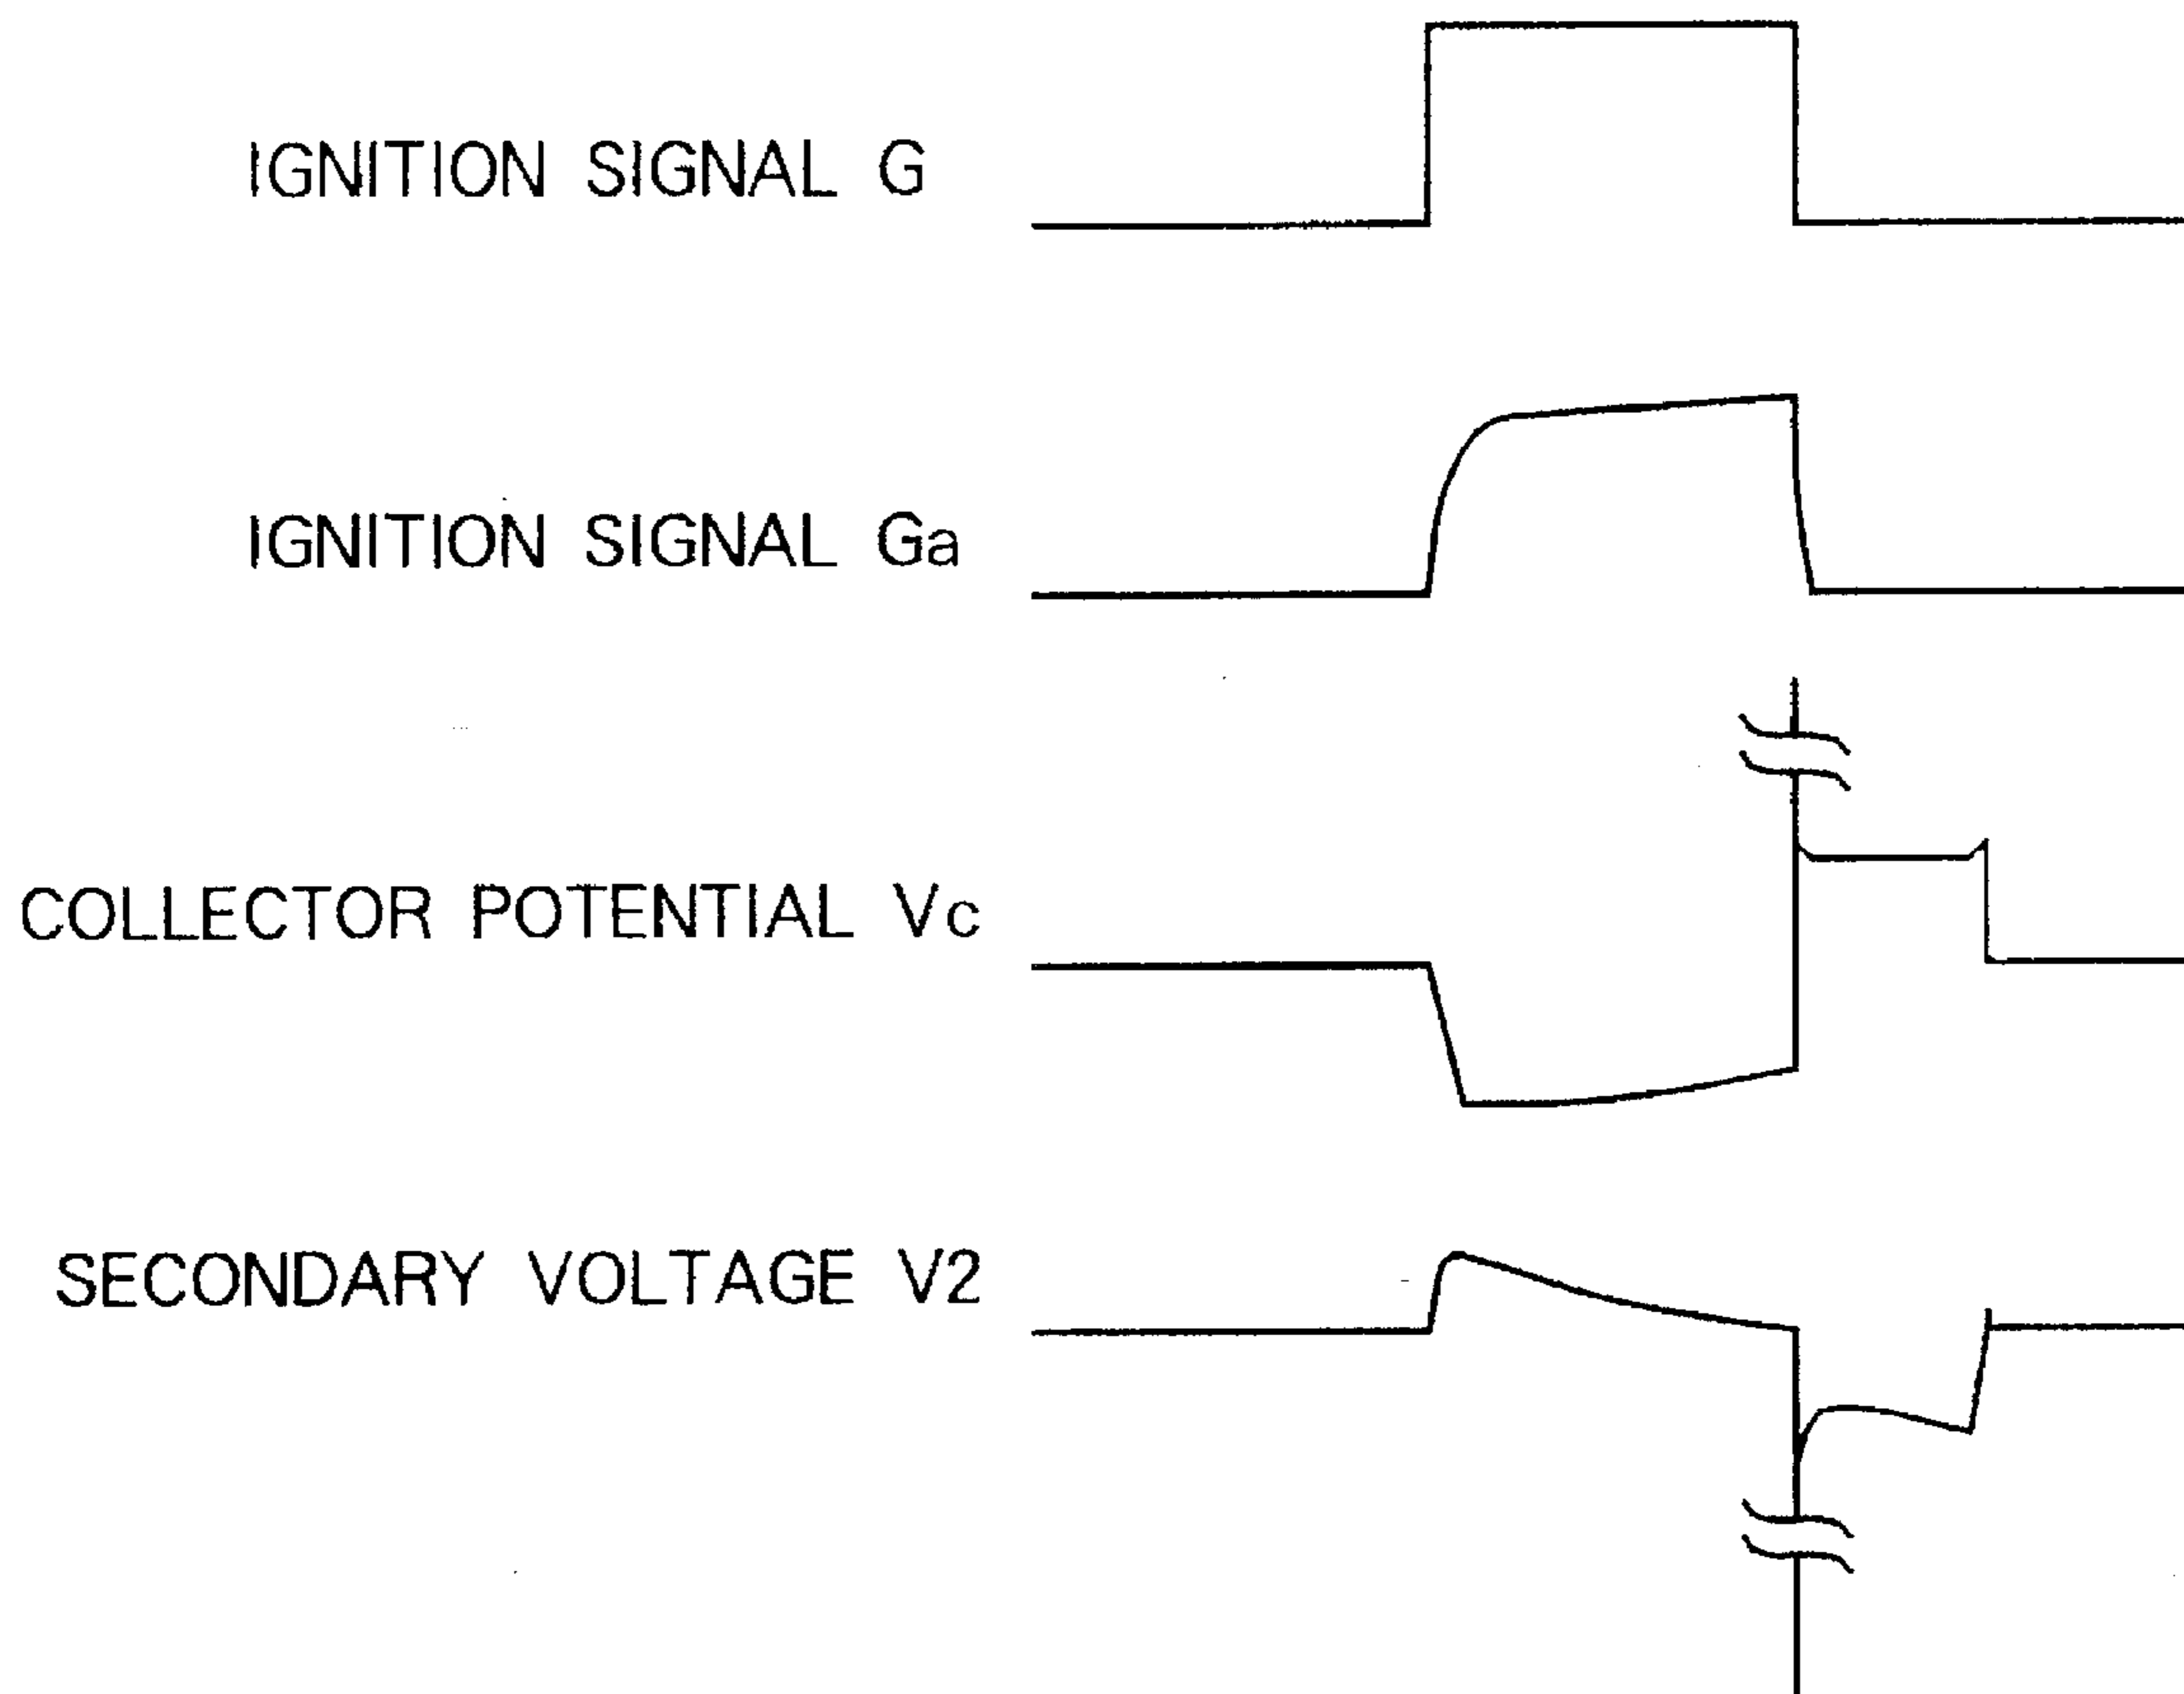 IGNITION SIGNAL G
IGNITION SIGNAL Ga
COLLECTOR POTENTIAL Vc
SECONDARY VOLTAGE V2